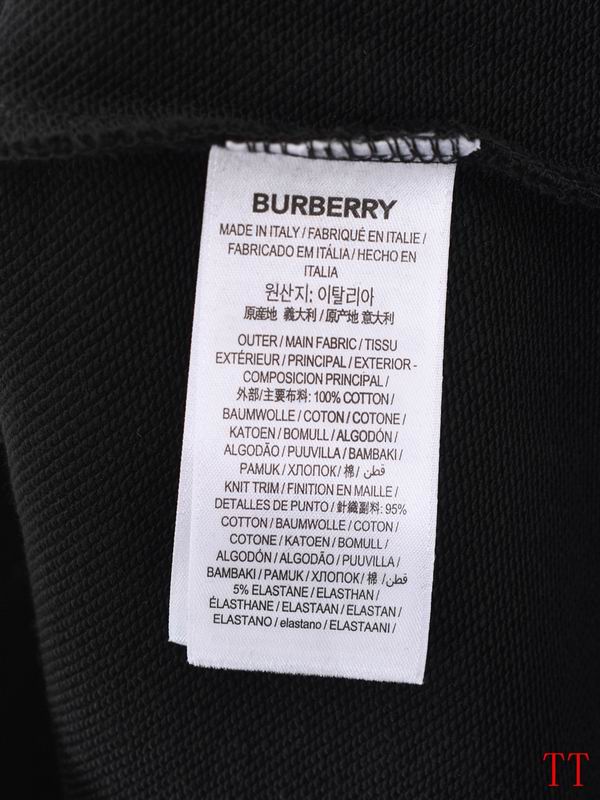 BURBERRY
MADE IN ITALY / FABRIQUÉ EN ITALIE /
FABRICADO EM ITÁLIA / HECHO EN
ITALIA
원산지: 이탈리아
原産地 義大利 / 原产地 意大利
OUTER / MAIN FABRIC / TISSU
EXTÉRIEUR / PRINCIPAL / EXTERIOR -
COMPOSICION PRINCIPAL /
外部/主要布料: 100% COTTON /
BAUMWOLLE / COTON / COTONE /
KATOEN / BOMULL / ALGODÓN /
ALGODÃO / PUUVILLA / BAMBAKI /
PAMUK / ХЛОПОК / 棉 / قطن
KNIT TRIM / FINITION EN MAILLE /
DETALLES DE PUNTO / 針織副料: 95%
COTTON / BAUMWOLLE / COTON /
COTONE / KATOEN / BOMULL /
ALGODÓN / ALGODÃO / PUUVILLA /
BAMBAKI / PAMUK / ХЛОПОК / 棉 / قطن
5% ELASTANE / ELASTHAN /
ÉLASTHANE / ELASTAAN / ELASTAN /
ELASTANO / elastano / ELASTAANI /
TT